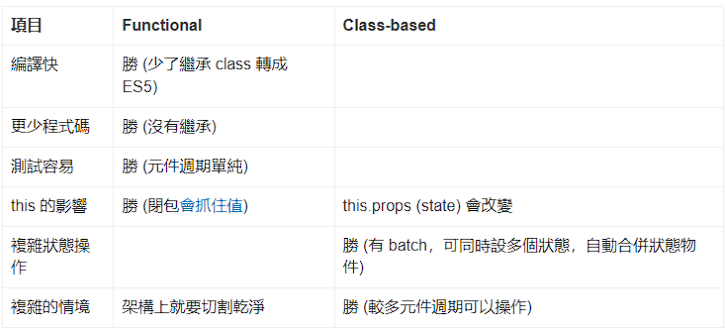 項目 Functional Class-based
編譯快 勝 (少了繼承 class 轉成
ES5)
更少程式碼 勝 (沒有繼承)
測試容易 勝 (元件週期單純)
this 的影響 勝 (閉包會抓住值) this.props (state) 會改變
複雜狀態操 勝 (有 batch，可同時設多個狀態，自動合併狀態物
作 件)
複雜的情境 架構上就要切割乾淨 勝 (較多元件週期可以操作)